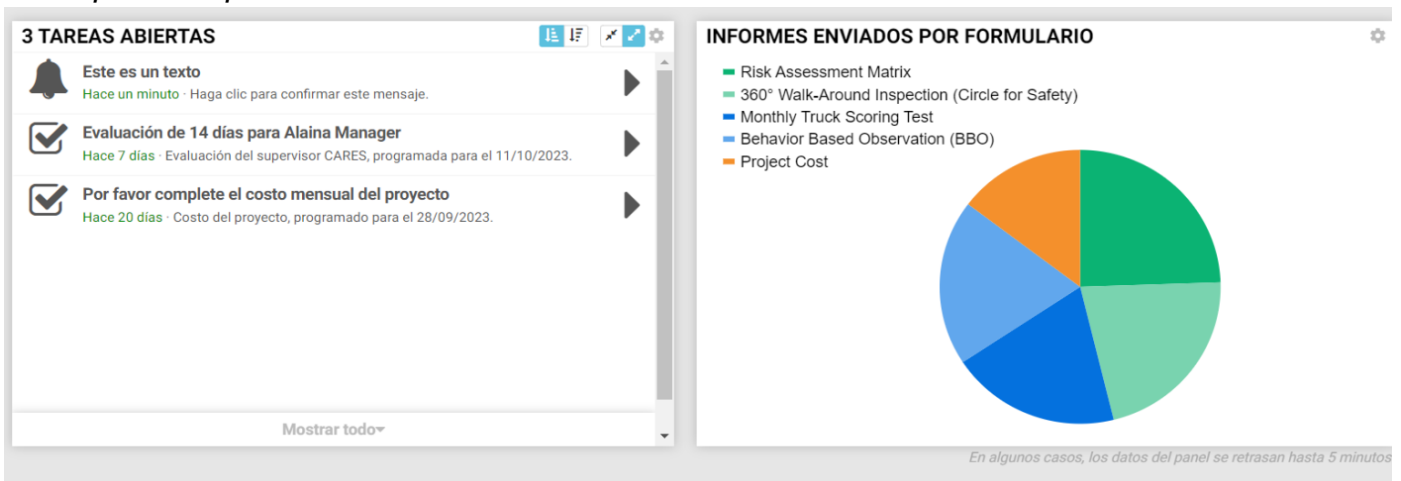 3 TAREAS ABIERTAS
Este es un texto
Hace un minuto · Haga clic para confirmar este mensaje.
Evaluación de 14 días para Alaina Manager
Hace 7 días · Evaluación del supervisor CARES, programada para el 11/10/2023.
Por favor complete el costo mensual del proyecto
Hace 20 días · Costo del proyecto, programado para el 28/09/2023.
Mostrar todo
INFORMES ENVIADOS POR FORMULARIO
Risk Assessment Matrix
360° Walk-Around Inspection (Circle for Safety)
Monthly Truck Scoring Test
Behavior Based Observation (BBO)
Project Cost
En algunos casos, los datos del panel se retrasan hasta 5 minutos